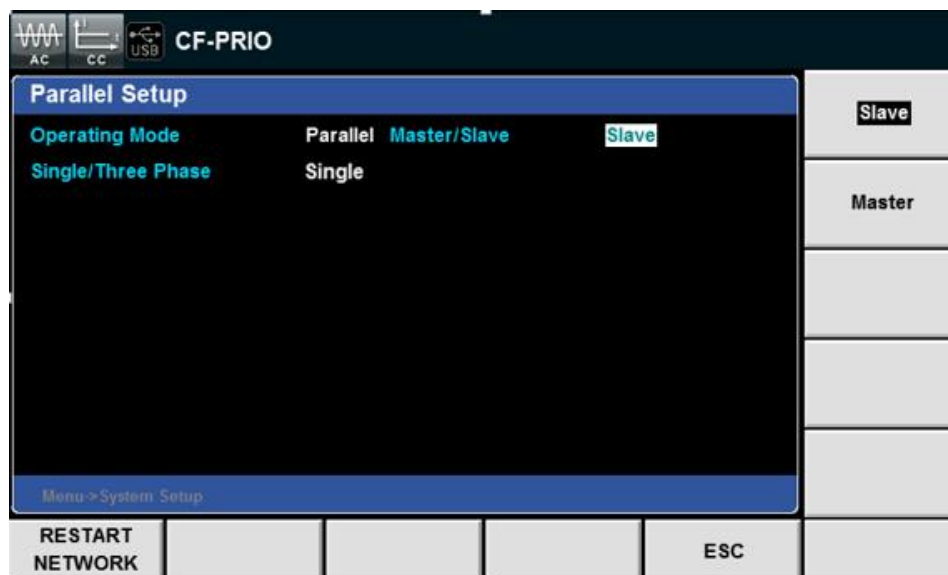 AC CC USB CF-PRIO
Parallel Setup
Operating Mode Parallel Master/Slave Slave
Single/Three Phase Single
Menu->System Setup
Slave
Master
RESTART
NETWORK
ESC